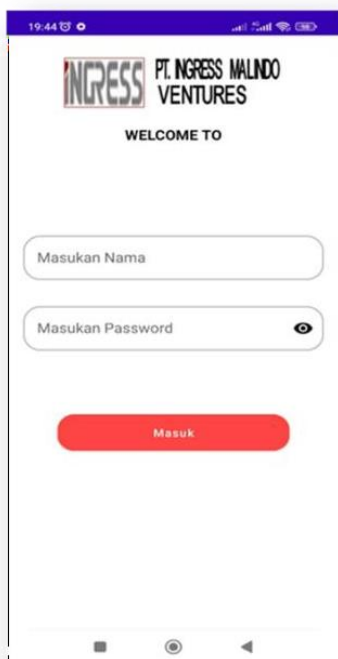 19:44
INGRESS PT. INGRESS MALINDO
VENTURES
WELCOME TO
Masukan Nama
Masukan Password
Masuk